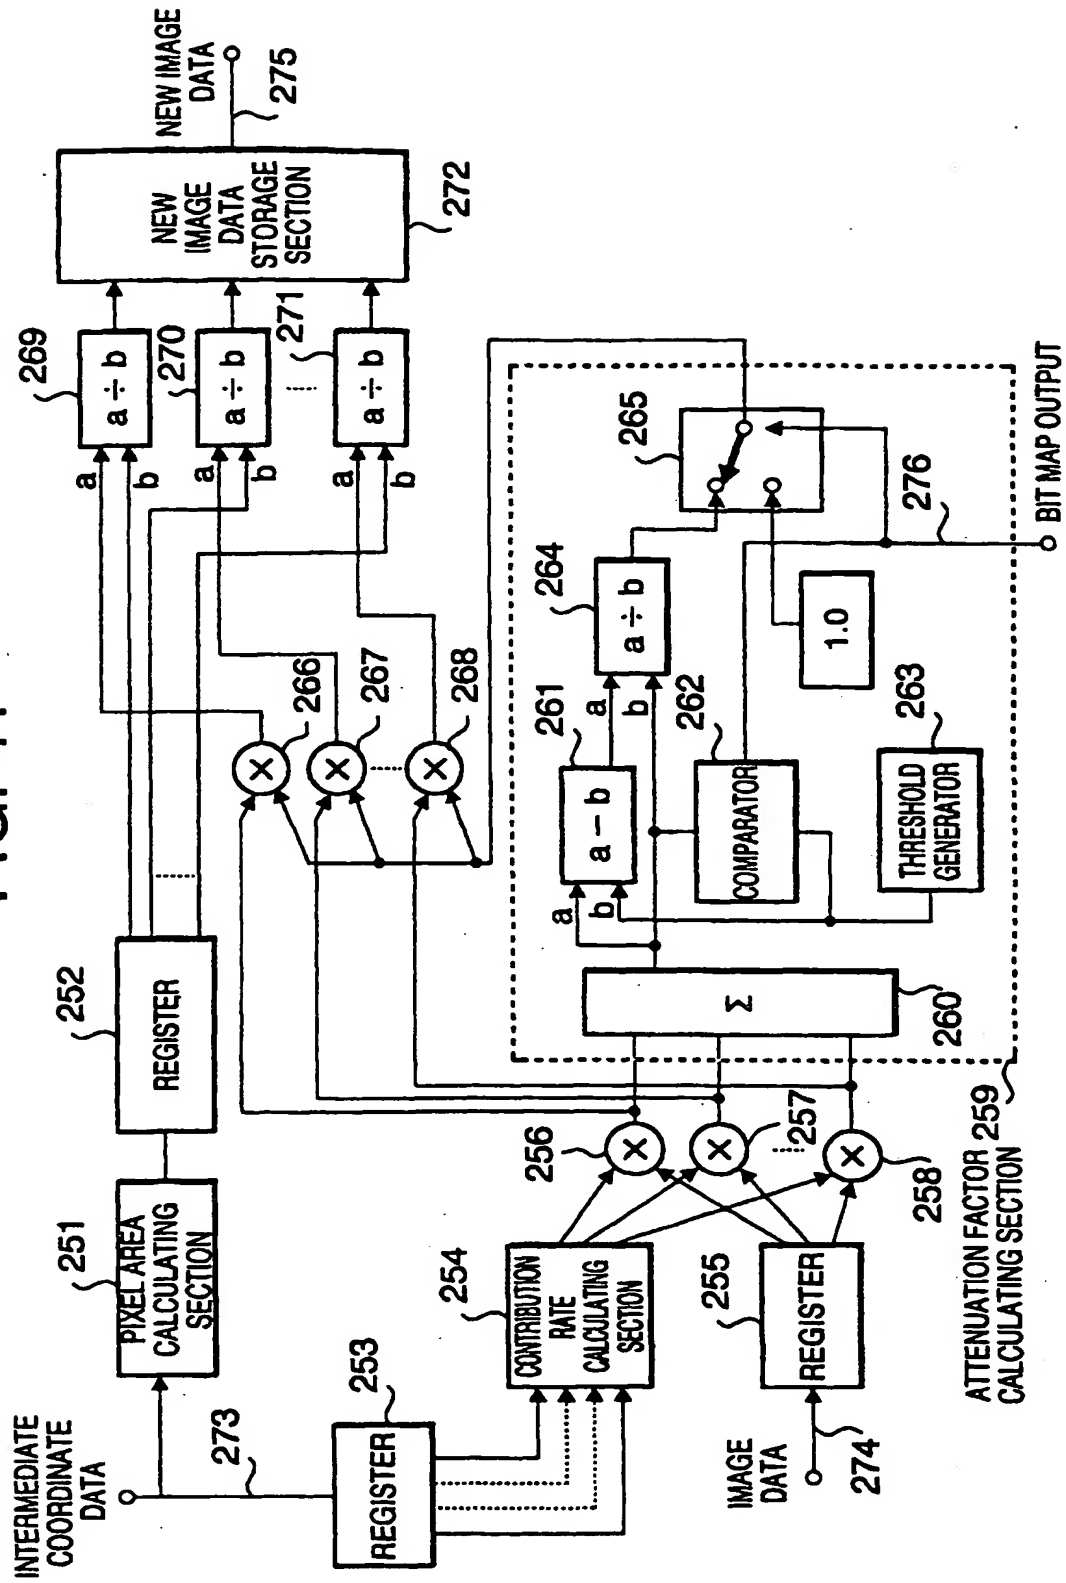 INTERMEDIATE
COORDINATE
DATA
273
251
PIXEL AREA
CALCULATING
SECTION
252
REGISTER
253
REGISTER
254
CONTRIBUTION
RATE
CALCULATING
SECTION
255
REGISTER
IMAGE
DATA
274
256
X
257
X
258
X
ATTENUATION FACTOR 259
CALCULATING SECTION
260
Σ
a
b
261
a − b
262
COMPARATOR
263
THRESHOLD
GENERATOR
a
b
264
a ÷ b
1.0
265
276
BIT MAP OUTPUT
266
X
267
X
268
X
a
b
269
a ÷ b
a
b
270
a ÷ b
a
b
271
a ÷ b
NEW
IMAGE
DATA
STORAGE
SECTION
272
NEW IMAGE
DATA
275